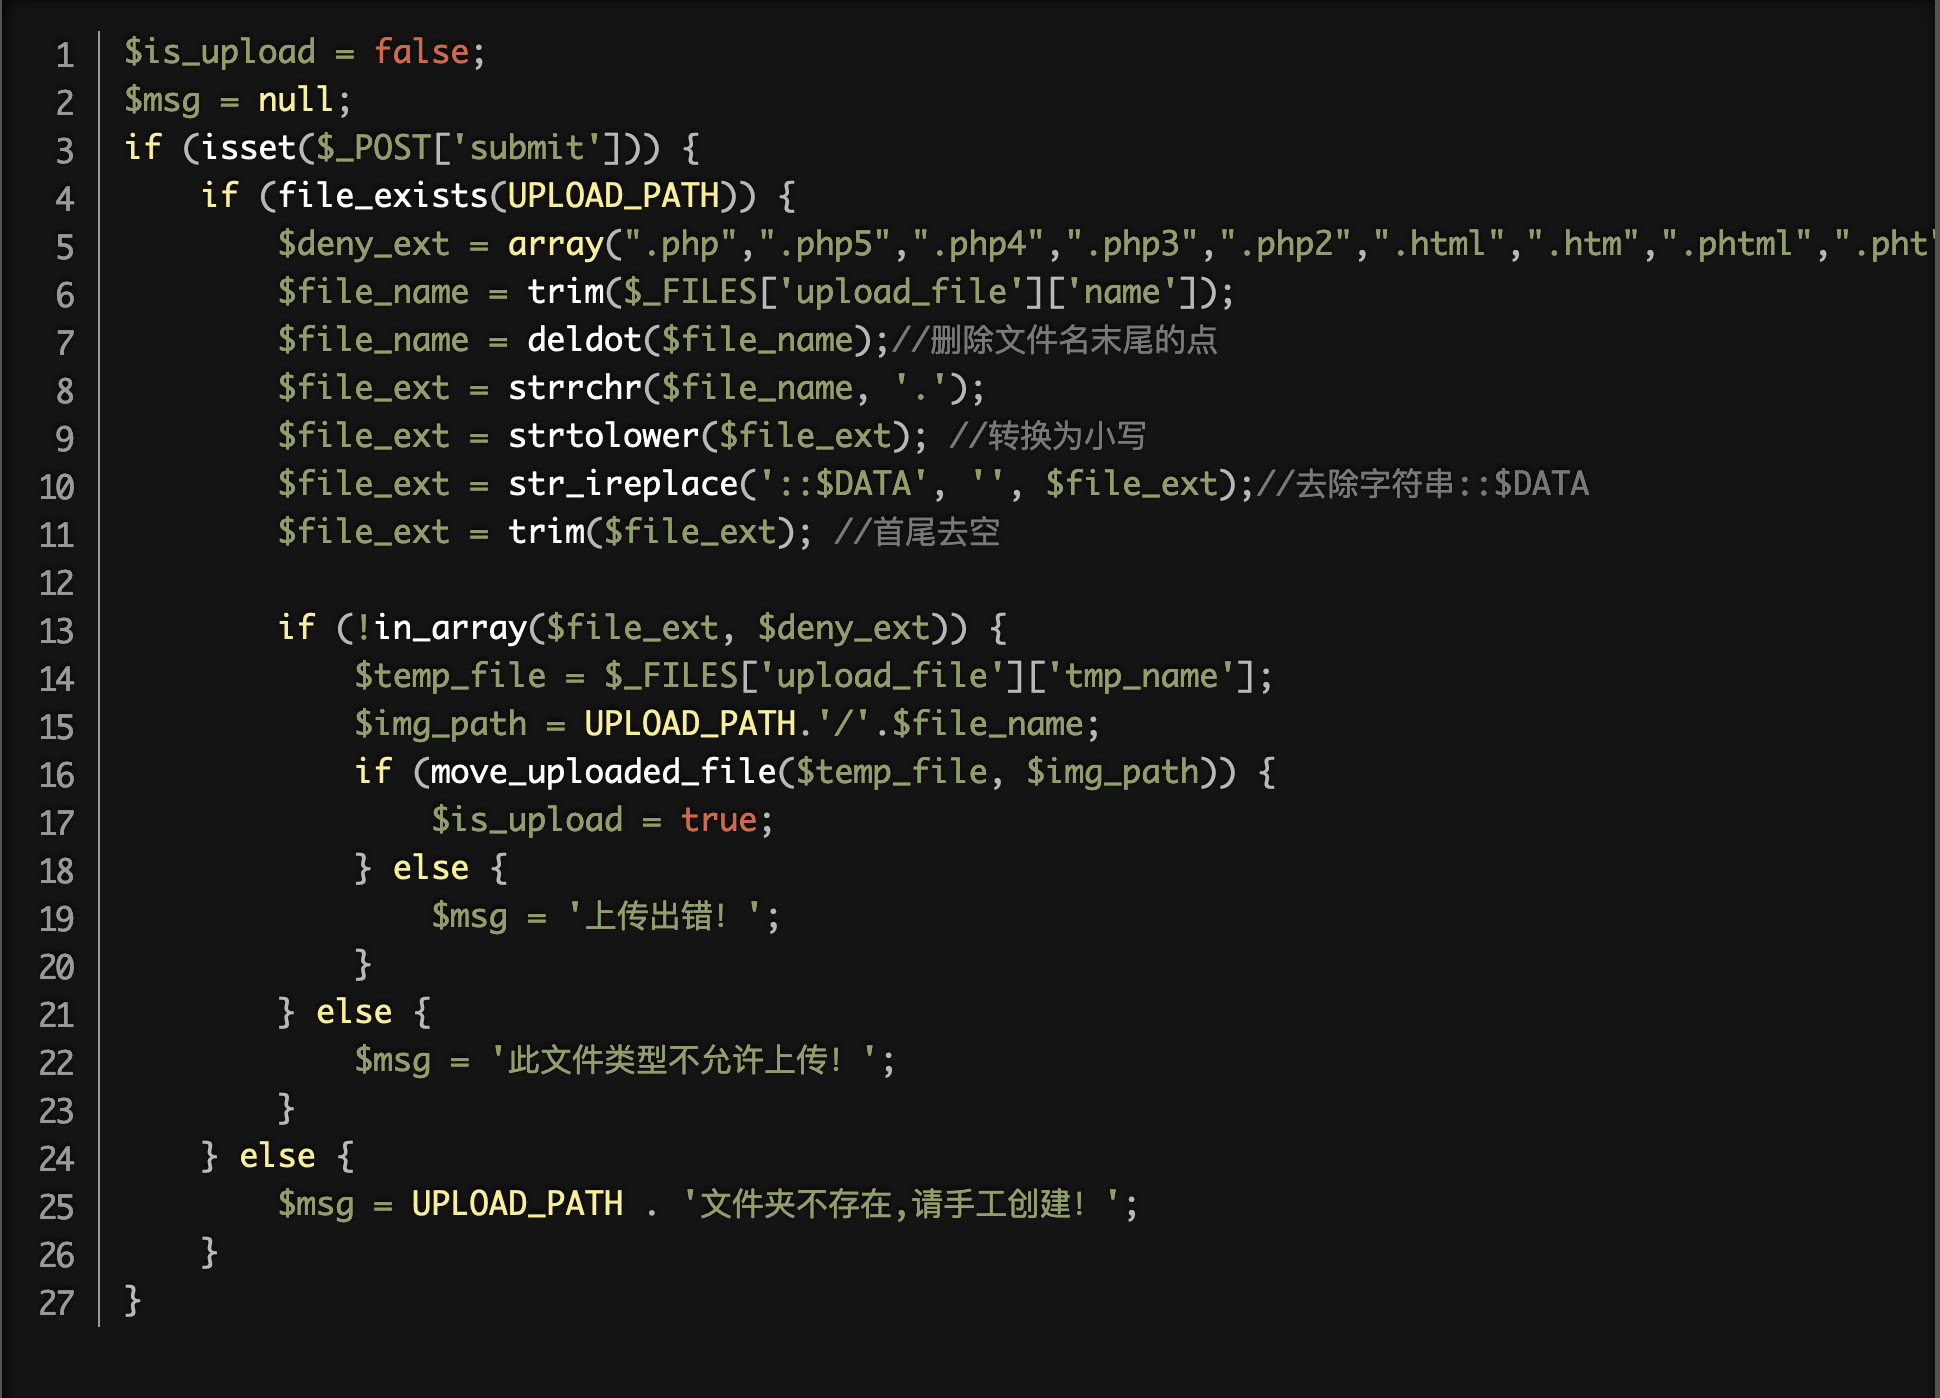 1 $is_upload = false;
2 $msg = null;
3 if (isset($_POST['submit'])) {
4     if (file_exists(UPLOAD_PATH)) {
5         $deny_ext = array(".php",".php5",".php4",".php3",".php2",".html",".htm",".phtml",".pht"
6         $file_name = trim($_FILES['upload_file']['name']);
7         $file_name = deldot($file_name);//删除文件名末尾的点
8         $file_ext = strrchr($file_name, '.');
9         $file_ext = strtolower($file_ext); //转换为小写
10         $file_ext = str_ireplace('::$DATA', '', $file_ext);//去除字符串::$DATA
11         $file_ext = trim($file_ext); //首尾去空
12
13         if (!in_array($file_ext, $deny_ext)) {
14             $temp_file = $_FILES['upload_file']['tmp_name'];
15             $img_path = UPLOAD_PATH.'/'.$file_name;
16             if (move_uploaded_file($temp_file, $img_path)) {
17                 $is_upload = true;
18             } else {
19                 $msg = '上传出错！';
20             }
21         } else {
22             $msg = '此文件类型不允许上传！';
23         }
24     } else {
25         $msg = UPLOAD_PATH . '文件夹不存在,请手工创建！';
26     }
27 }